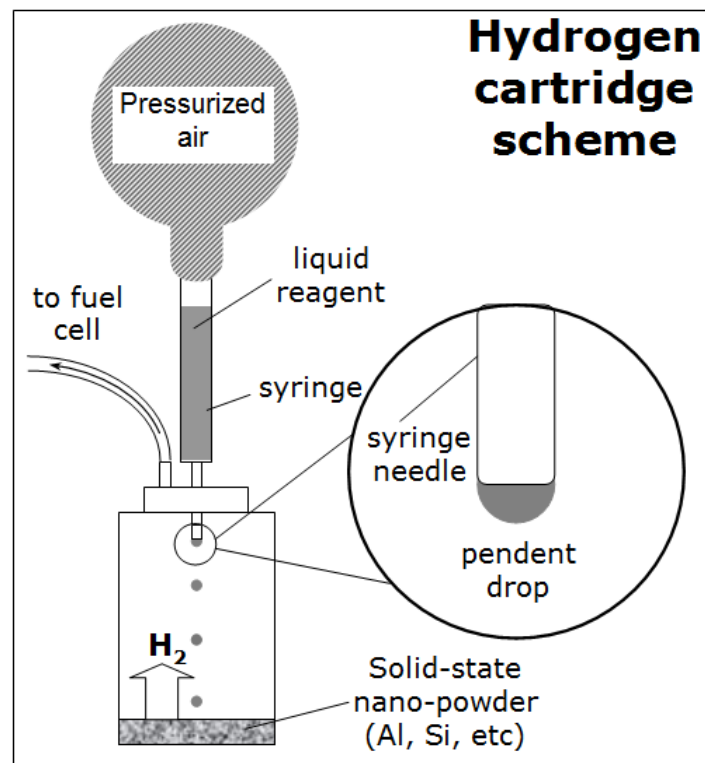 Hydrogen
cartridge
scheme
Pressurized
air
liquid
reagent
to fuel
cell
syringe
syringe
needle
pendent
drop
H₂
Solid-state
nano-powder
(Al, Si, etc)